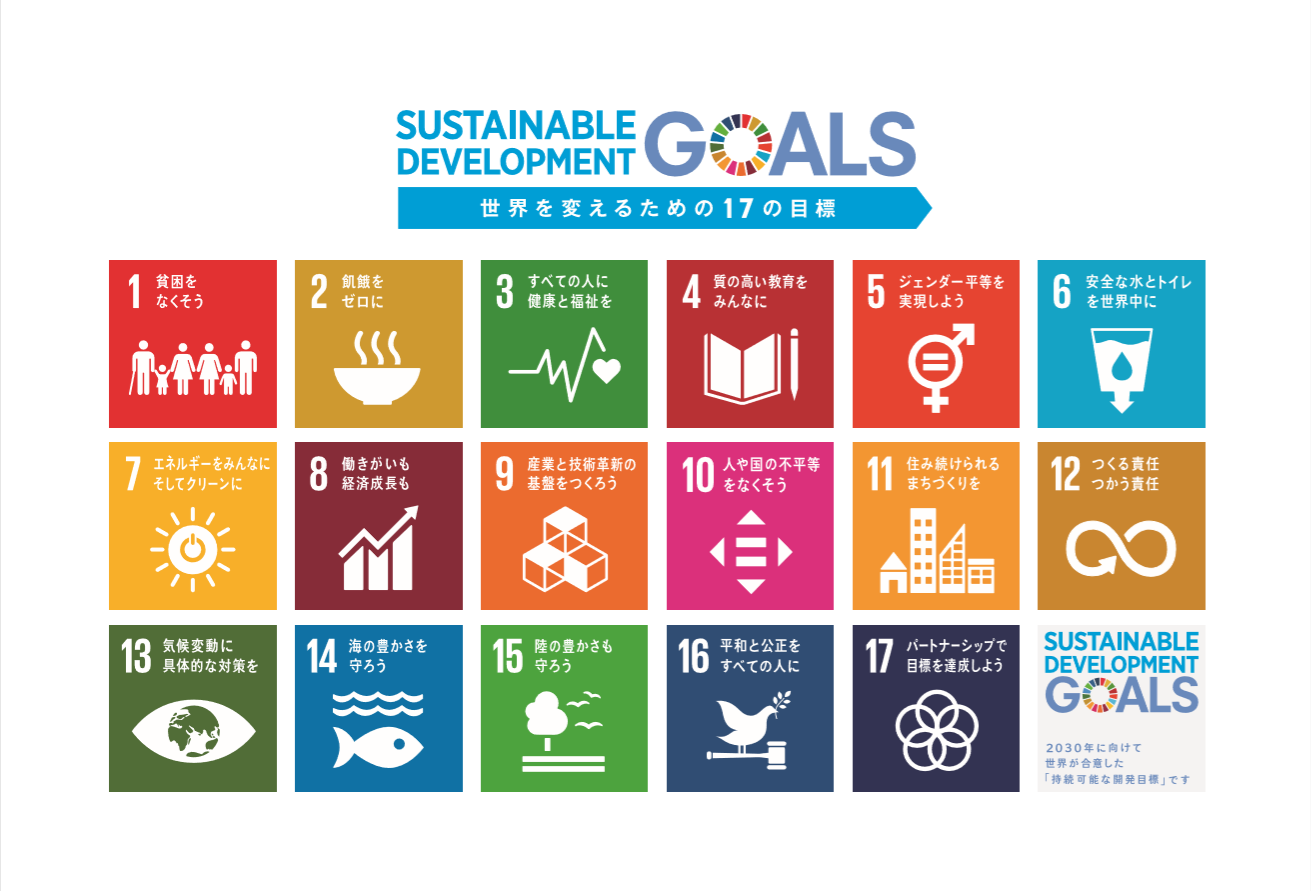 SUSTAINABLE
DEVELOPMENT
GOALS
世界を変えるための17の目標
1
貧困を
なくそう
2
飢餓を
ゼロに
3
すべての人に
健康と福祉を
4
質の高い教育を
みんなに
5
ジェンダー平等を
実現しよう
6
安全な水とトイレ
を世界中に
7
エネルギーをみんなに
そしてクリーンに
8
働きがいも
経済成長も
9
産業と技術革新の
基盤をつくろう
10
人や国の不平等
をなくそう
11
住み続けられる
まちづくりを
12
つくる責任
つかう責任
13
気候変動に
具体的な対策を
14
海の豊かさを
守ろう
15
陸の豊かさも
守ろう
16
平和と公正を
すべての人に
17
パートナーシップで
目標を達成しよう
SUSTAINABLE
DEVELOPMENT
GOALS
2030年に向けて
世界が合意した
「持続可能な開発目標」です